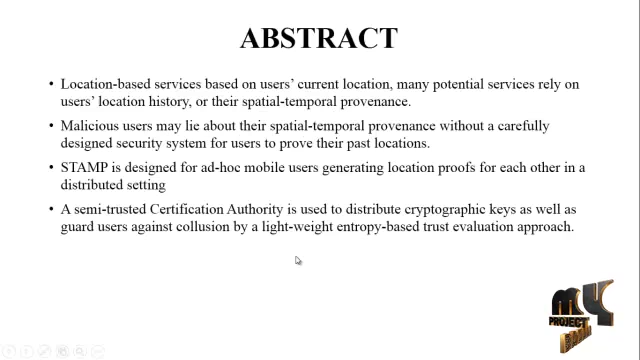 ABSTRACT
• Location-based services based on users’ current location, many potential services rely on
users’ location history, or their spatial-temporal provenance.
• Malicious users may lie about their spatial-temporal provenance without a carefully
designed security system for users to prove their past locations.
• STAMP is designed for ad-hoc mobile users generating location proofs for each other in a
distributed setting
• A semi-trusted Certification Authority is used to distribute cryptographic keys as well as
guard users against collusion by a light-weight entropy-based trust evaluation approach.
MY
PROJECT